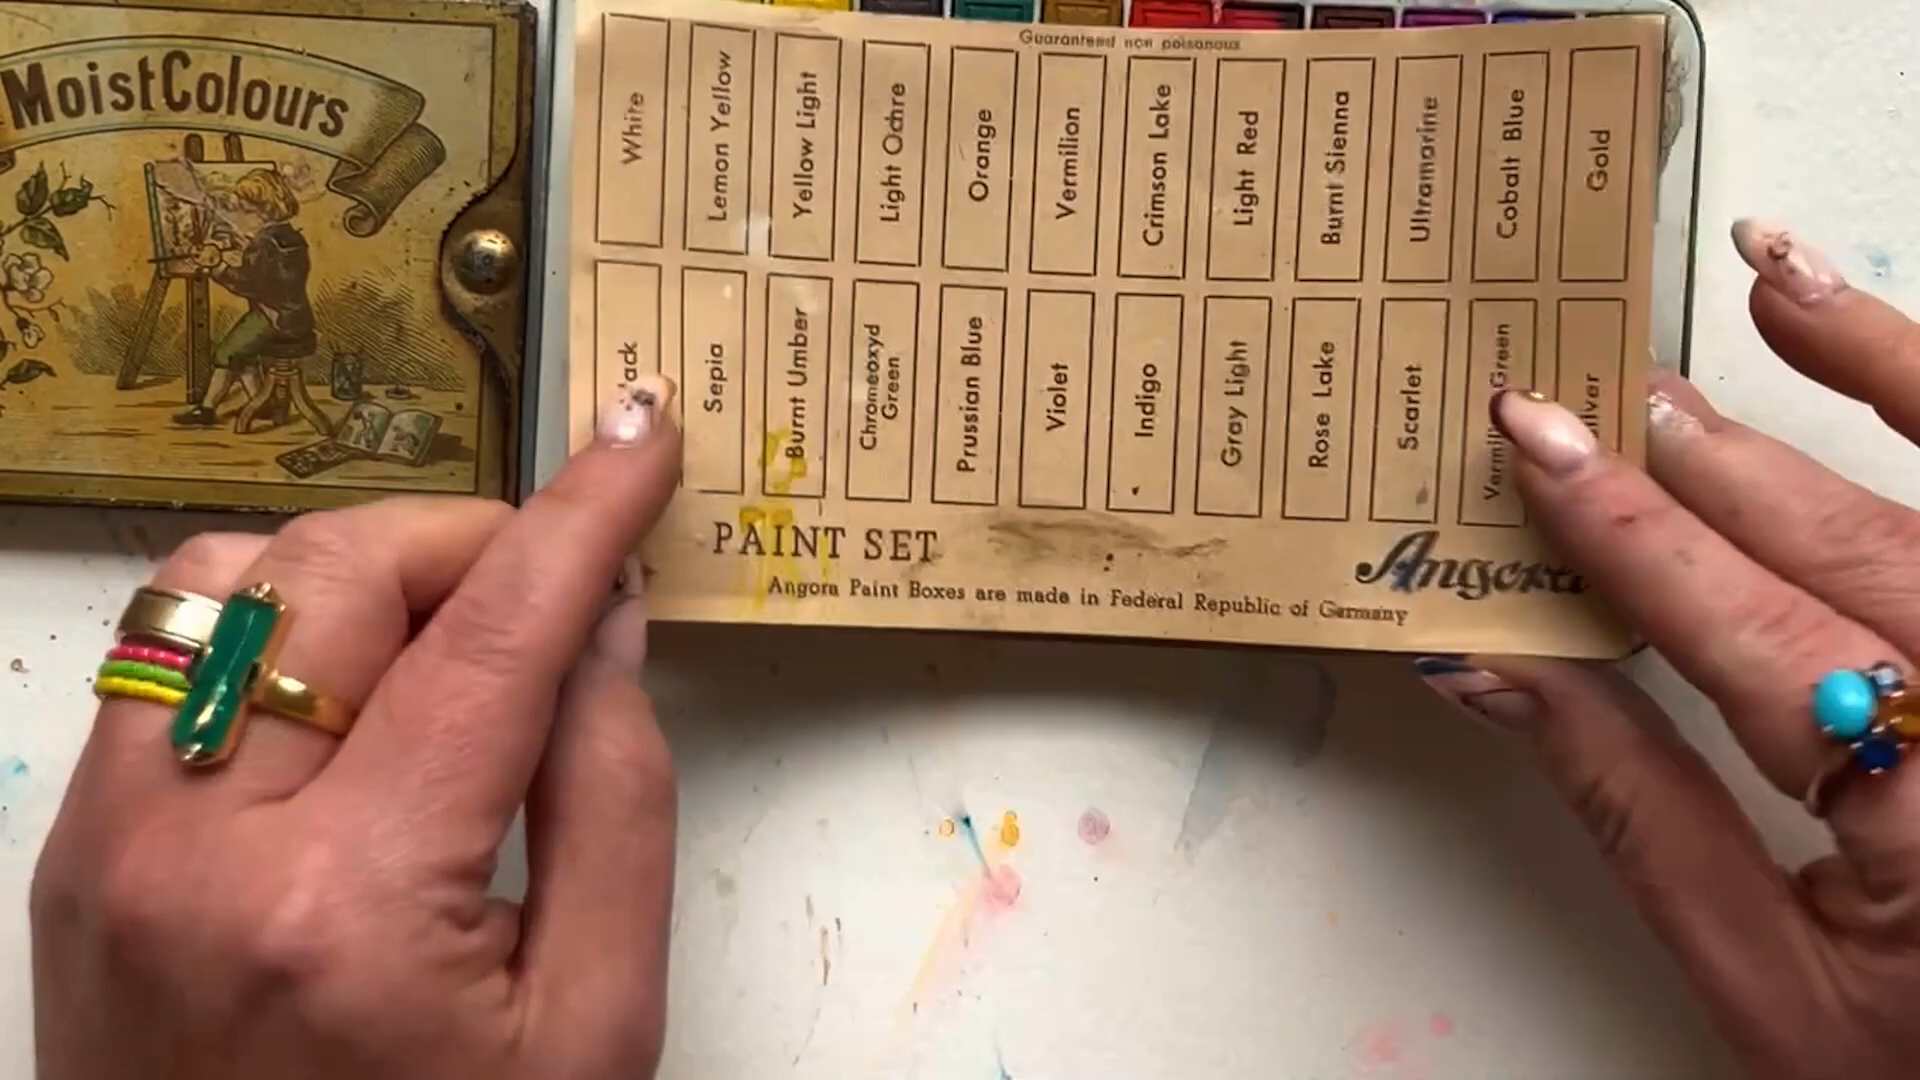 MoistColours
Guaranteed non poisonous
White
Lemon Yellow
Yellow Light
Light Ochre
Orange
Vermilion
Crimson Lake
Light Red
Burnt Sienna
Ultramarine
Cobalt Blue
Gold
Sepia
Burnt Umber
Chromeoxyd
Green
Prussian Blue
Violet
Indigo
Gray Light
Rose Lake
Scarlet
Green
PAINT SET
Angora
Angora Paint Boxes are made in Federal Republic of Germany